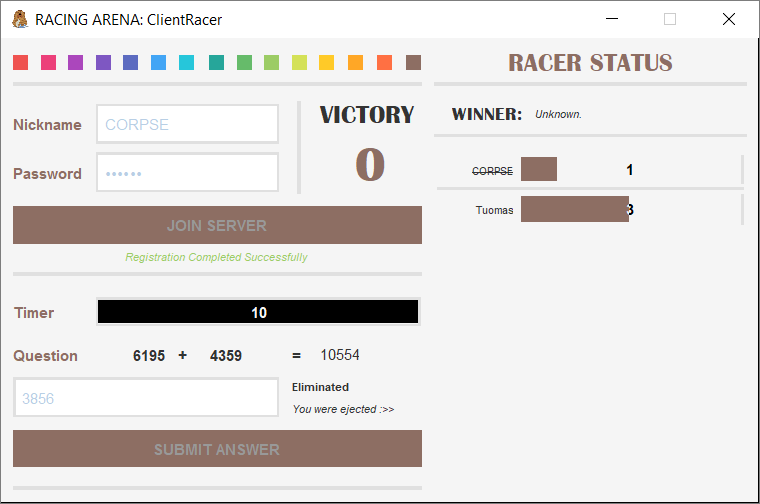 RACING ARENA: ClientRacer
Nickname CORPSE
Password ••••••
VICTORY
0
JOIN SERVER
Registration Completed Successfully
Timer 10
Question 6195 + 4359 = 10554
3856
Eliminated
You were ejected :>>
SUBMIT ANSWER
RACER STATUS
WINNER: Unknown.
CORPSE 1
Tuomas 3